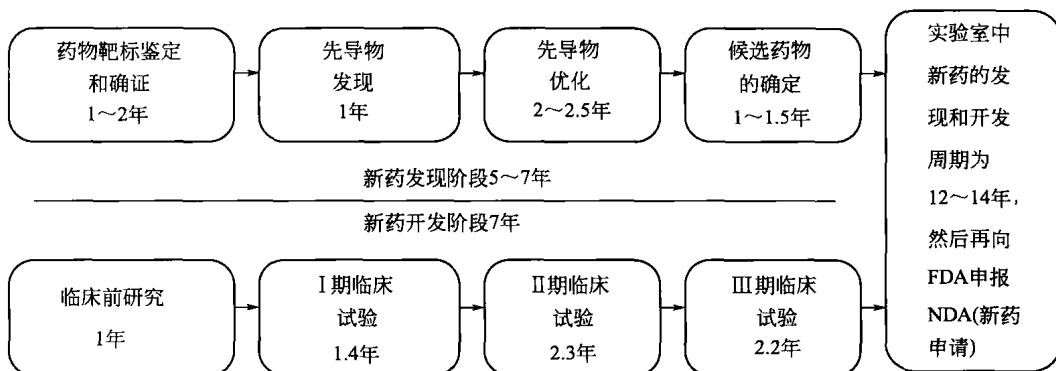 药物靶标鉴定
和确证
1～2年
先导物
发现
1年
先导物
优化
2～2.5年
候选药物
的确定
1～1.5年
新药发现阶段5～7年
新药开发阶段7年
临床前研究
1年
Ⅰ期临床
试验
1.4年
Ⅱ期临床
试验
2.3年
Ⅲ期临床
试验
2.2年
实验室中
新药的发
现和开发
周期为
12～14年，
然后再向
FDA申报
NDA(新药
申请)